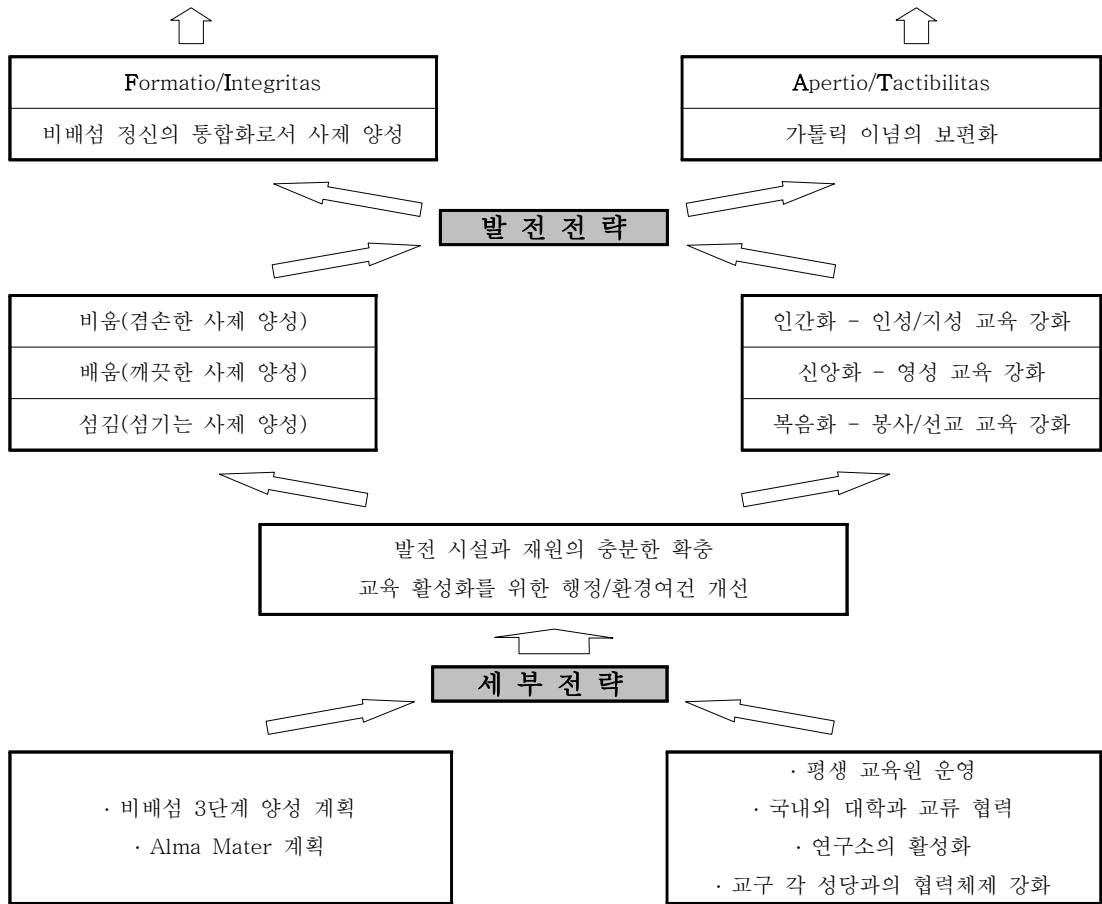 Formatio/Integritas
비배섬 정신의 통합화로서 사제 양성
Apertio/Tactibilitas
가톨릭 이념의 보편화
발 전 전 략
비움(겸손한 사제 양성)
배움(깨끗한 사제 양성)
섬김(섬기는 사제 양성)
인간화 - 인성/지성 교육 강화
신앙화 - 영성 교육 강화
복음화 - 봉사/선교 교육 강화
발전 시설과 재원의 충분한 확충
교육 활성화를 위한 행정/환경여건 개선
세 부 전 략
· 비배섬 3단계 양성 계획
· Alma Mater 계획
· 평생 교육원 운영
· 국내외 대학과 교류 협력
· 연구소의 활성화
· 교구 각 성당과의 협력체제 강화